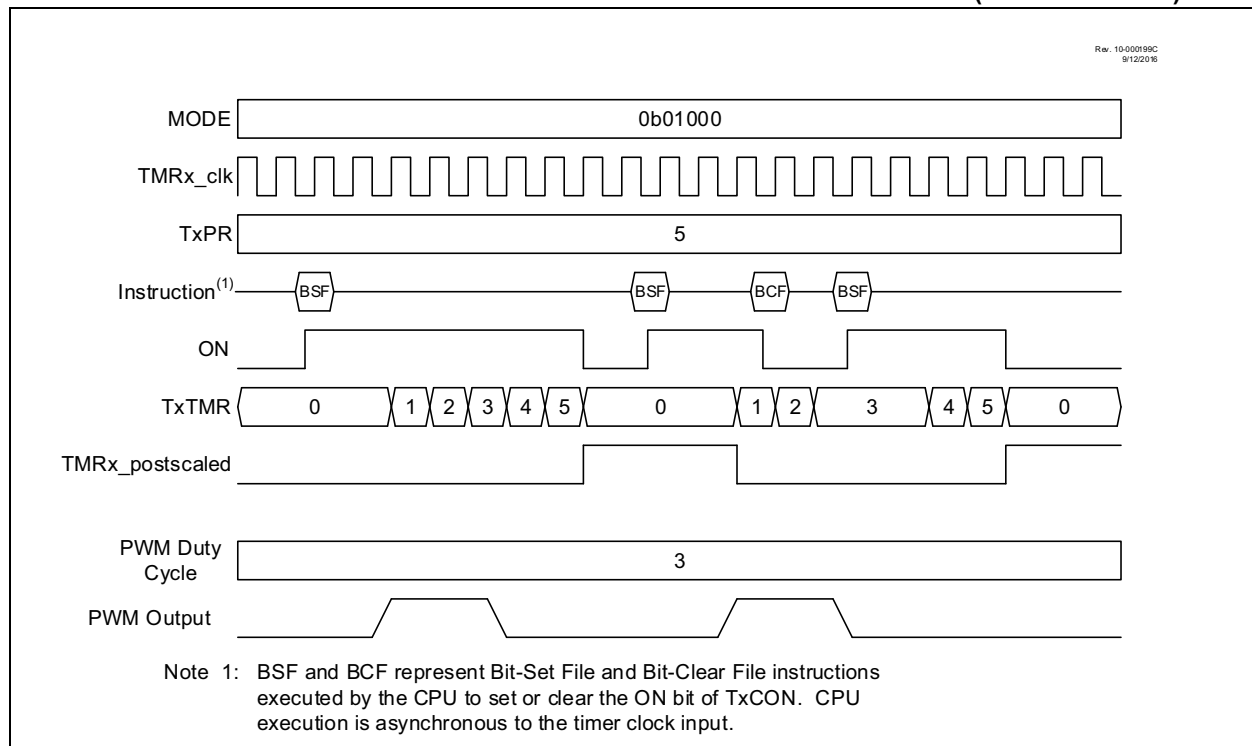 Rev. 10-000199C
9/12/2016
MODE 0b01000
TMRx_clk
TxPR 5
Instruction(1) BSF BSF BCF BSF
ON
TxTMR 0 1 2 3 4 5 0 1 2 3 4 5 0
TMRx_postscaled
PWM Duty
Cycle 3
PWM Output
Note 1: BSF and BCF represent Bit-Set File and Bit-Clear File instructions
executed by the CPU to set or clear the ON bit of TxCON. CPU
execution is asynchronous to the timer clock input.